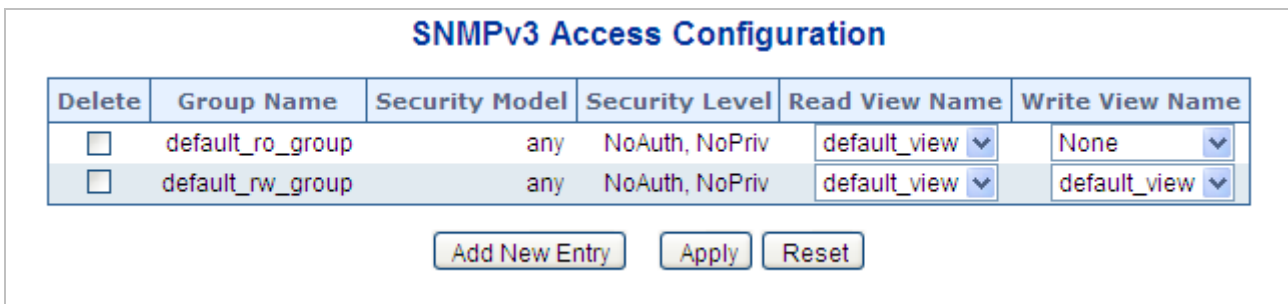 SNMPv3 Access Configuration
Delete Group Name Security Model Security Level Read View Name Write View Name
default_ro_group any NoAuth, NoPriv default_view None
default_rw_group any NoAuth, NoPriv default_view default_view
Add New Entry Apply Reset